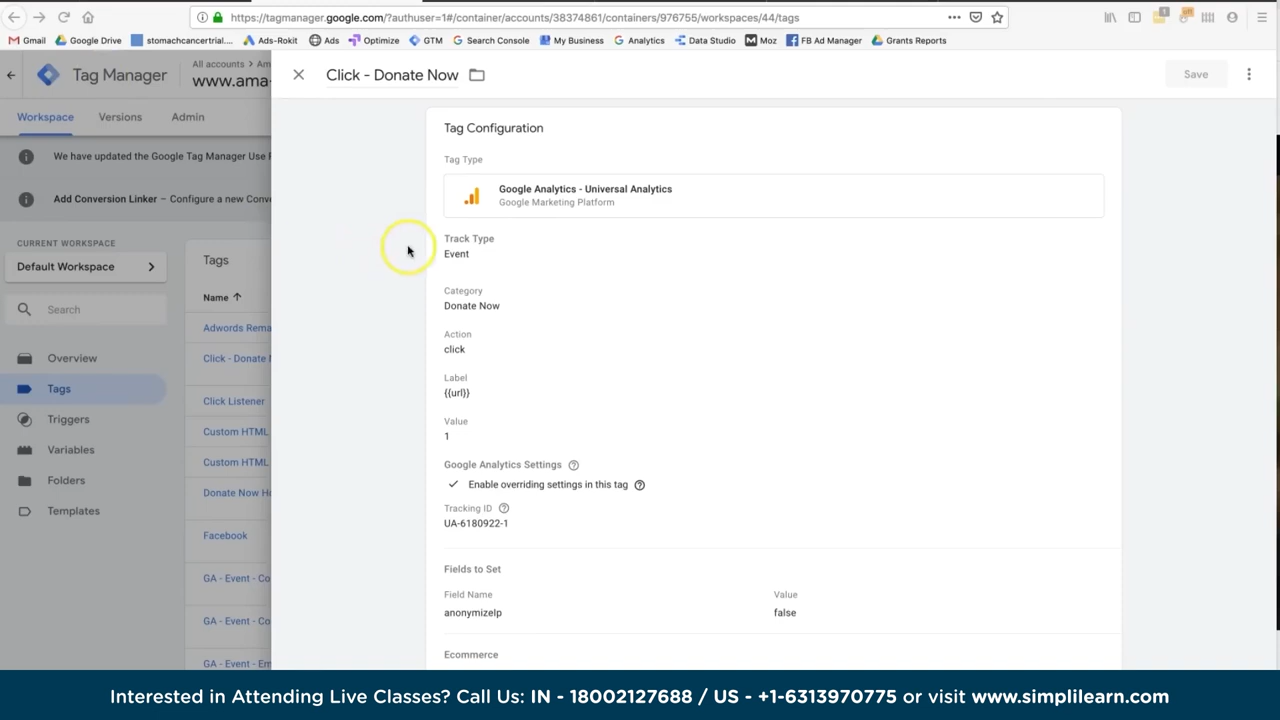 https://tagmanager.google.com/?authuser=1#/container/accounts/38374861/containers/976755/workspaces/44/tags
Gmail Google Drive stomachcancertrial.... Ads-Rokit Ads Optimize GTM Search Console My Business Analytics Data Studio Moz FB Ad Manager Grants Reports
Tag Manager
All accounts > Ama
www.ama
Click - Donate Now
Save
Workspace Versions Admin
We have updated the Google Tag Manager Use
Add Conversion Linker – Configure a new Conv
CURRENT WORKSPACE
Default Workspace
Search
Overview
Tags
Triggers
Variables
Folders
Templates
Tags
Name
Adwords Rema
Click - Donate
Click Listener
Custom HTML
Custom HTML
Donate Now Ho
Facebook
GA - Event - Co
GA - Event - Co
GA - Event - Em
Tag Configuration
Tag Type
Google Analytics - Universal Analytics
Google Marketing Platform
Track Type
Event
Category
Donate Now
Action
click
Label
{{url}}
Value
1
Google Analytics Settings
Enable overriding settings in this tag
Tracking ID
UA-6180922-1
Fields to Set
Field Name Value
anonymizeIp false
Ecommerce
Interested in Attending Live Classes? Call Us: IN - 18002127688 / US - +1-6313970775 or visit www.simplilearn.com